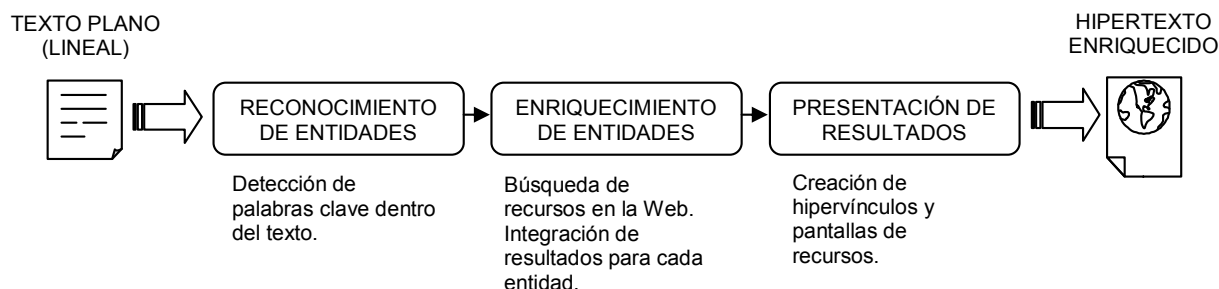 TEXTO PLANO
(LINEAL)
HIPERTEXTO
ENRIQUECIDO
RECONOCIMIENTO
DE ENTIDADES
ENRIQUECIMIENTO
DE ENTIDADES
PRESENTACIÓN DE
RESULTADOS
Detección de
palabras clave dentro
del texto.
Búsqueda de
recursos en la Web.
Integración de
resultados para cada
entidad.
Creación de
hipervínculos y
pantallas de
recursos.